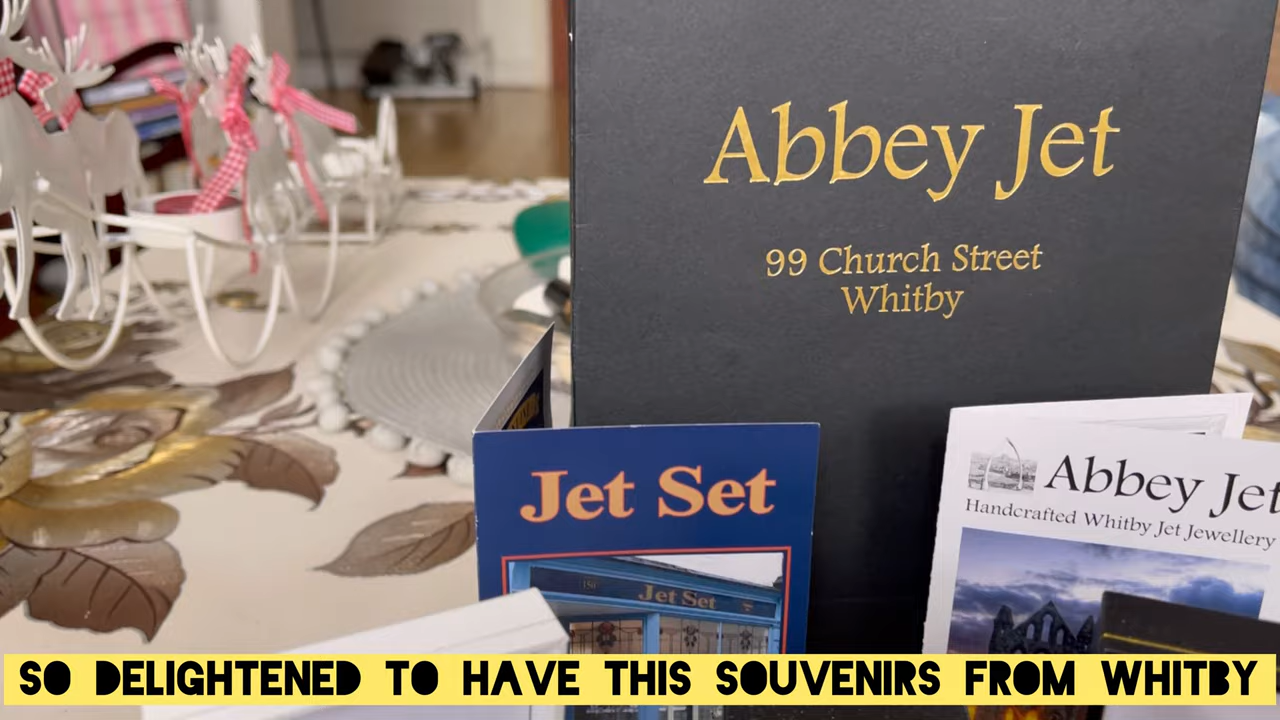 Abbey Jet
99 Church Street
Whitby
Jet Set
150
Jet Set
Abbey Jet
Handcrafted Whitby Jet Jewellery
SO DELIGHTENED TO HAVE THIS SOUVENIRS FROM WHITBY